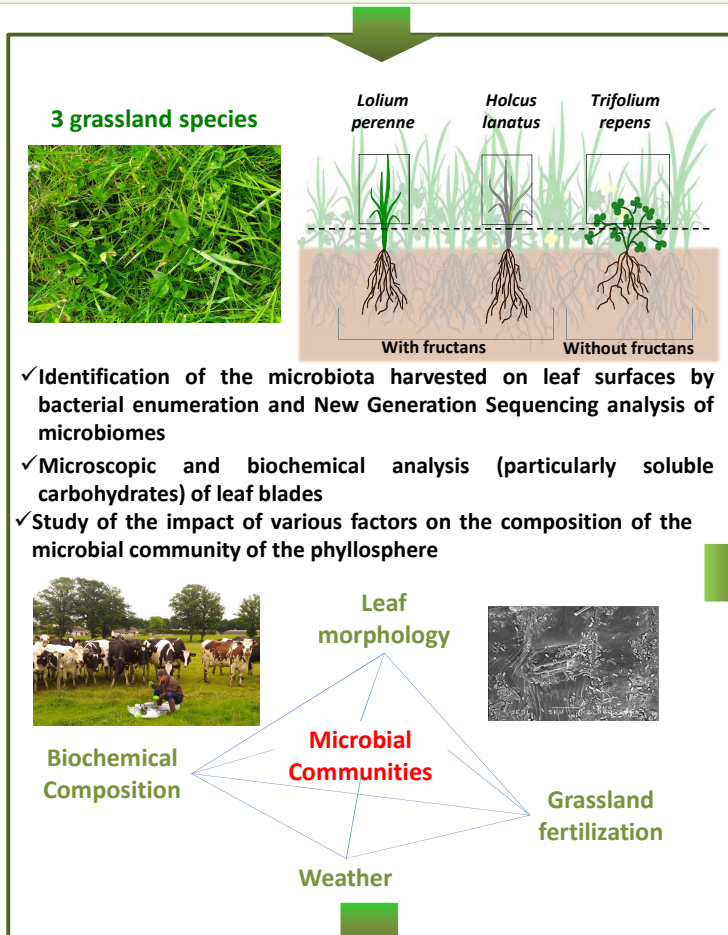 3 grassland species
Lolium
perenne
Holcus
lanatus
Trifolium
repens
With fructans
Without fructans
✓Identification of the microbiota harvested on leaf surfaces by
bacterial enumeration and New Generation Sequencing analysis of
microbiomes
✓Microscopic and biochemical analysis (particularly soluble
carbohydrates) of leaf blades
✓Study of the impact of various factors on the composition of the
microbial community of the phyllosphere
Leaf
morphology
Microbial
Communities
Biochemical
Composition
Grassland
fertilization
Weather